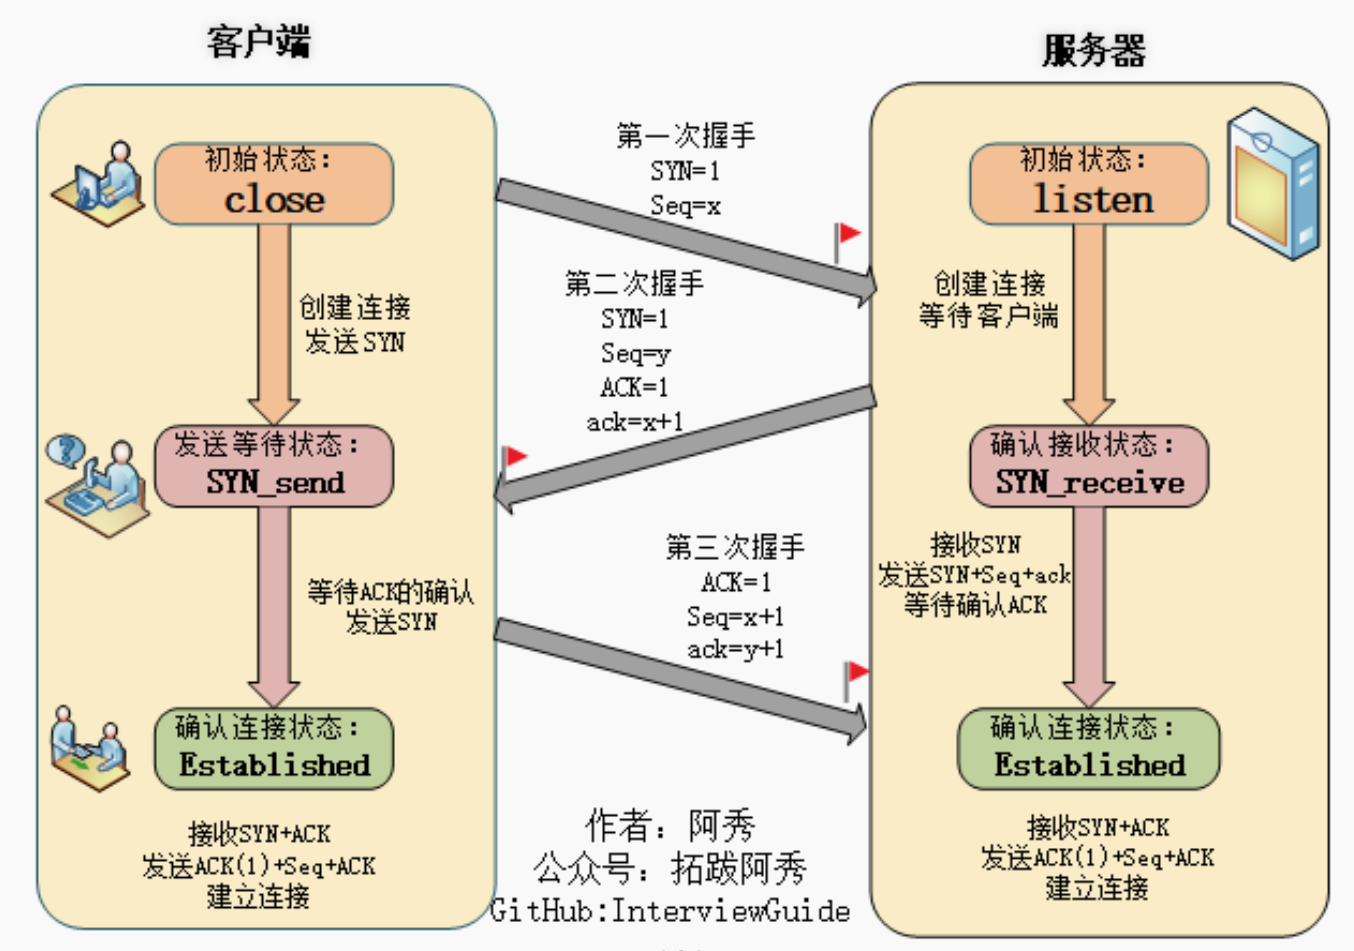 客户端
服务器
初始状态：
close
创建连接
发送SYN
发送等待状态：
SYN_send
等待ACK的确认
发送SYN
确认连接状态：
Established
接收SYN+ACK
发送ACK(1)+Seq+ACK
建立连接
第一次握手
SYN=1
Seq=x
第二次握手
SYN=1
Seq=y
ACK=1
ack=x+1
第三次握手
ACK=1
Seq=x+1
ack=y+1
初始状态：
listen
创建连接
等待客户端
确认接收状态：
SYN_receive
接收SYN
发送SYN+Seq+ack
等待确认ACK
确认连接状态：
Established
接收SYN+ACK
发送ACK(1)+Seq+ACK
建立连接
作者：阿秀
公众号：拓跋阿秀
GitHub:InterviewGuide